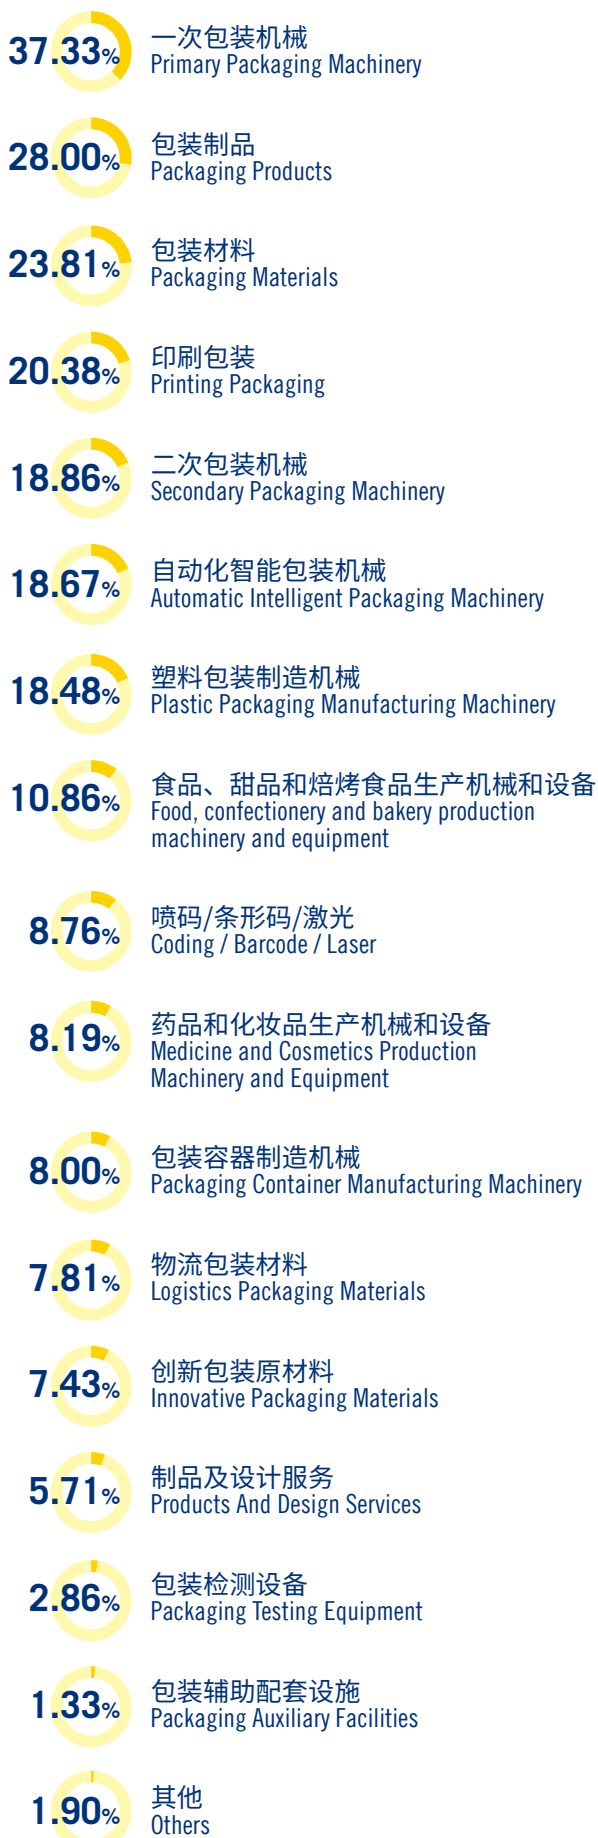 37.33%
一次包装机械
Primary Packaging Machinery
28.00%
包装制品
Packaging Products
23.81%
包装材料
Packaging Materials
20.38%
印刷包装
Printing Packaging
18.86%
二次包装机械
Secondary Packaging Machinery
18.67%
自动化智能包装机械
Automatic Intelligent Packaging Machinery
18.48%
塑料包装制造机械
Plastic Packaging Manufacturing Machinery
10.86%
食品、甜品和焙烤食品生产机械和设备
Food, confectionery and bakery production
machinery and equipment
8.76%
喷码/条形码/激光
Coding / Barcode / Laser
8.19%
药品和化妆品生产机械和设备
Medicine and Cosmetics Production
Machinery and Equipment
8.00%
包装容器制造机械
Packaging Container Manufacturing Machinery
7.81%
物流包装材料
Logistics Packaging Materials
7.43%
创新包装原材料
Innovative Packaging Materials
5.71%
制品及设计服务
Products And Design Services
2.86%
包装检测设备
Packaging Testing Equipment
1.33%
包装辅助配套设施
Packaging Auxiliary Facilities
1.90%
其他
Others